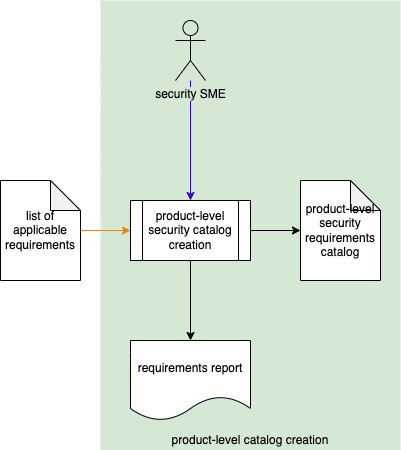 security SME
list of
applicable
requirements
product-level
security catalog
creation
product-level
security
requirements
catalog
requirements report
product-level catalog creation